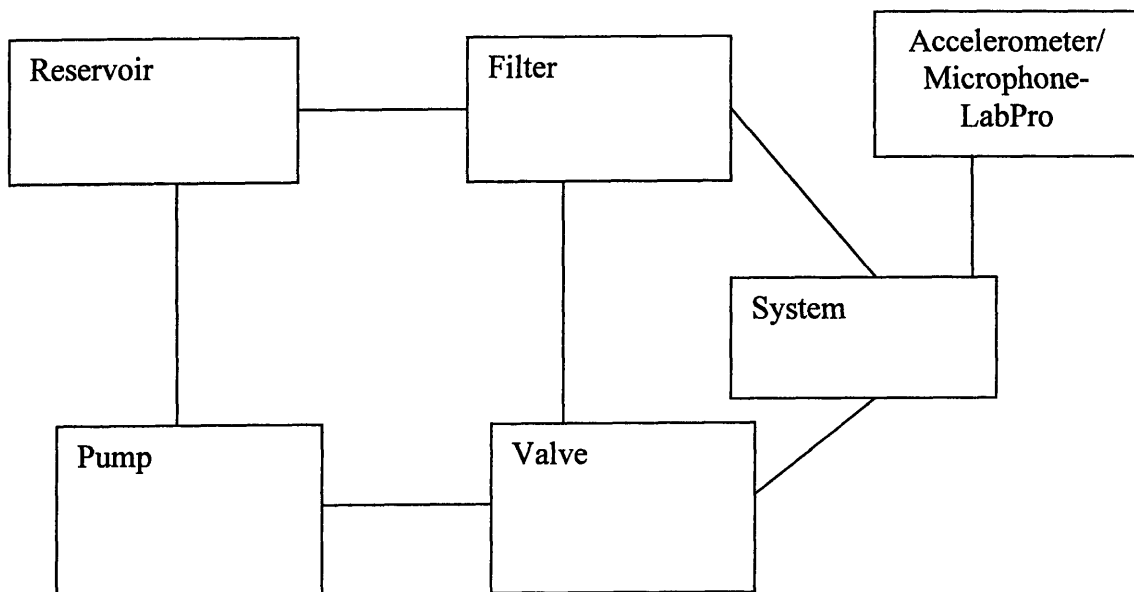 Reservoir
Filter
Accelerometer/
Microphone-
LabPro
System
Pump
Valve